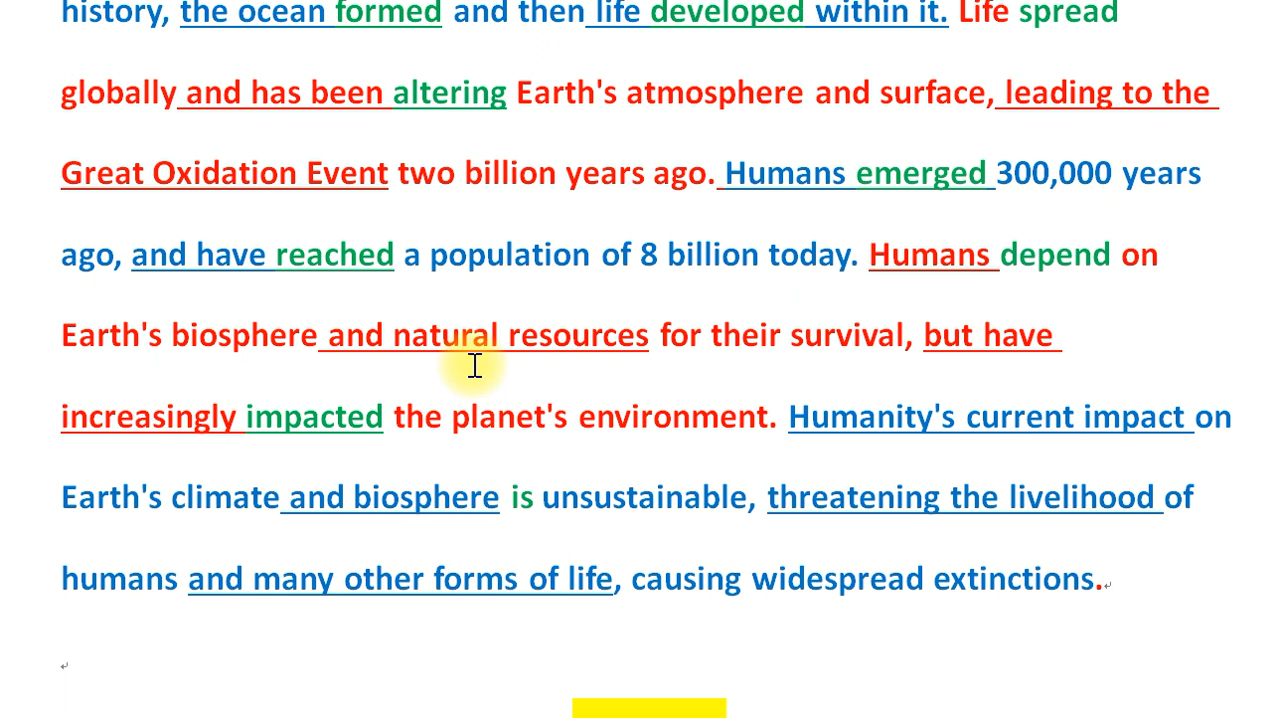 history, the ocean formed and then life developed within it. Life spread
globally and has been altering Earth's atmosphere and surface, leading to the
Great Oxidation Event two billion years ago. Humans emerged 300,000 years
ago, and have reached a population of 8 billion today. Humans depend on
Earth's biosphere and natural resources for their survival, but have
increasingly impacted the planet's environment. Humanity's current impact on
Earth's climate and biosphere is unsustainable, threatening the livelihood of
humans and many other forms of life, causing widespread extinctions.